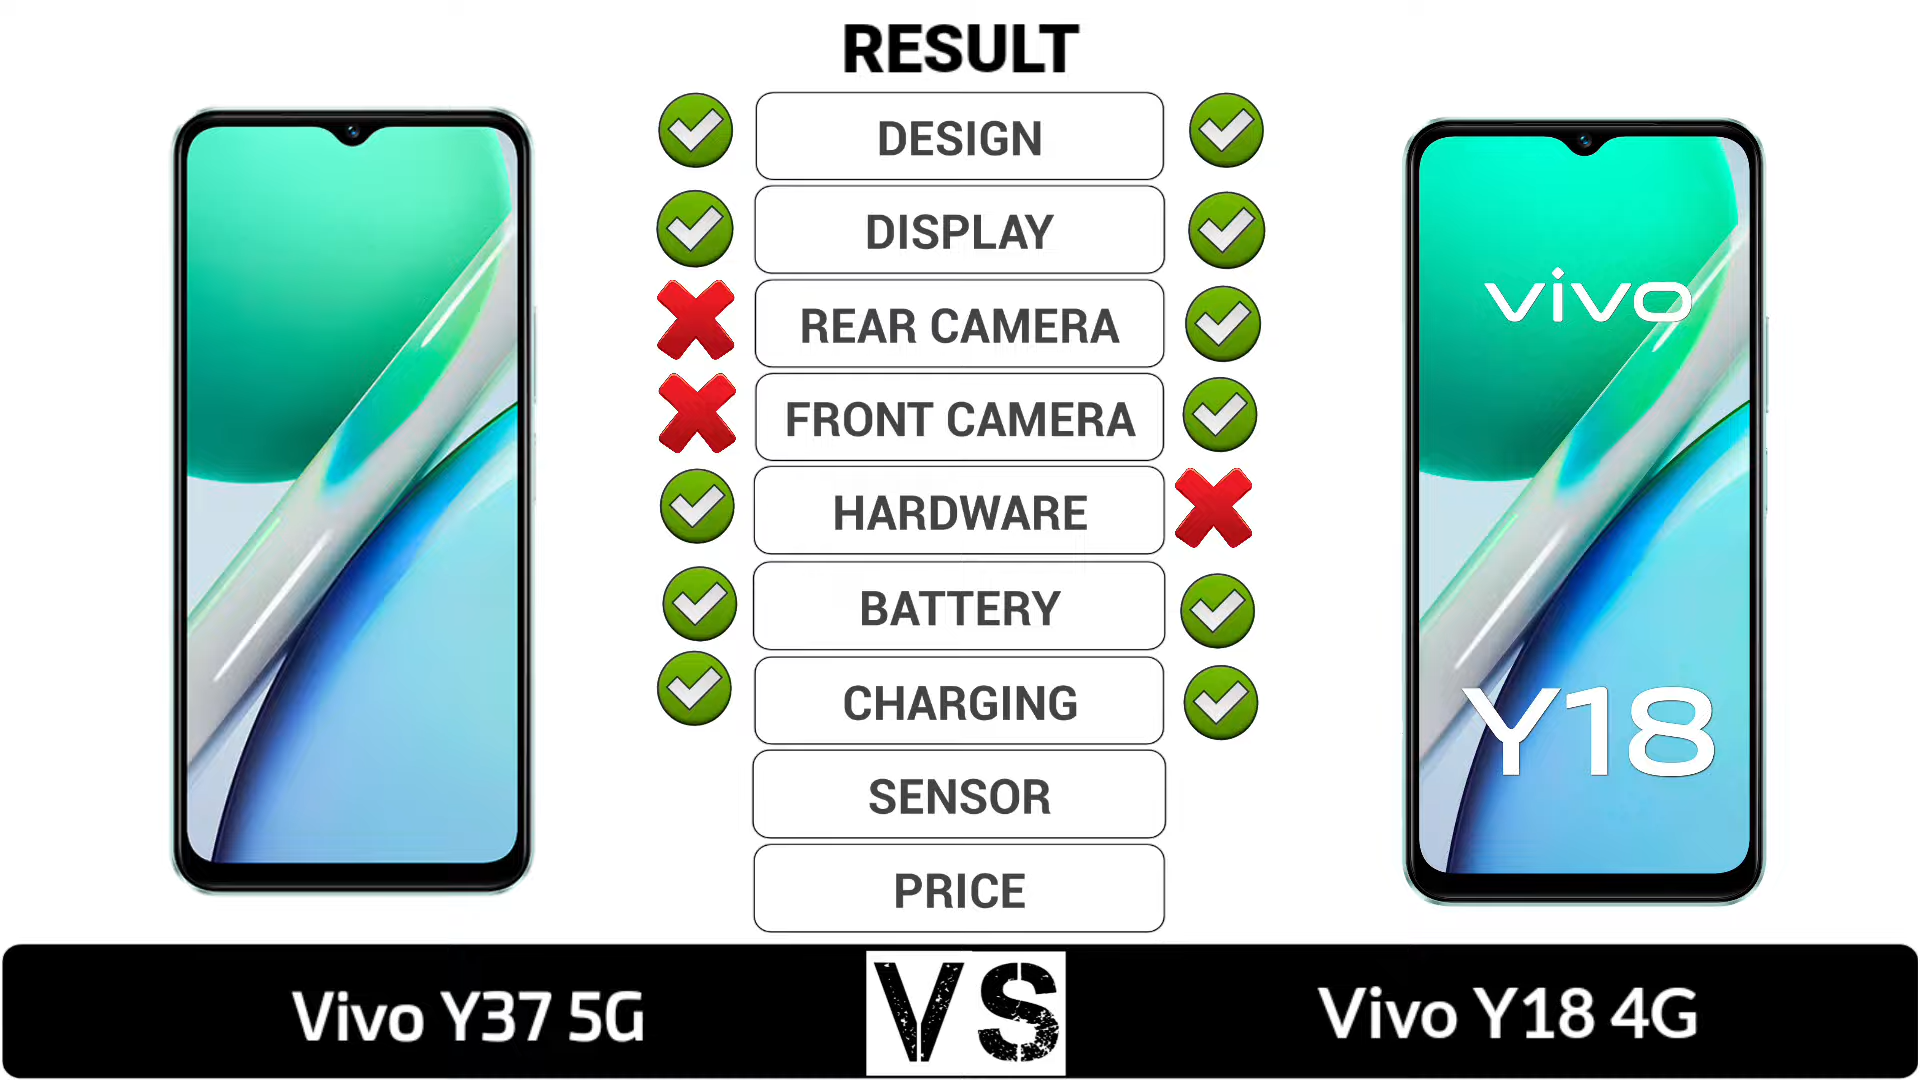 RESULT
DESIGN
DISPLAY
REAR CAMERA
FRONT CAMERA
HARDWARE
BATTERY
CHARGING
SENSOR
PRICE
vivo
Y18
Vivo Y37 5G
VS
Vivo Y18 4G